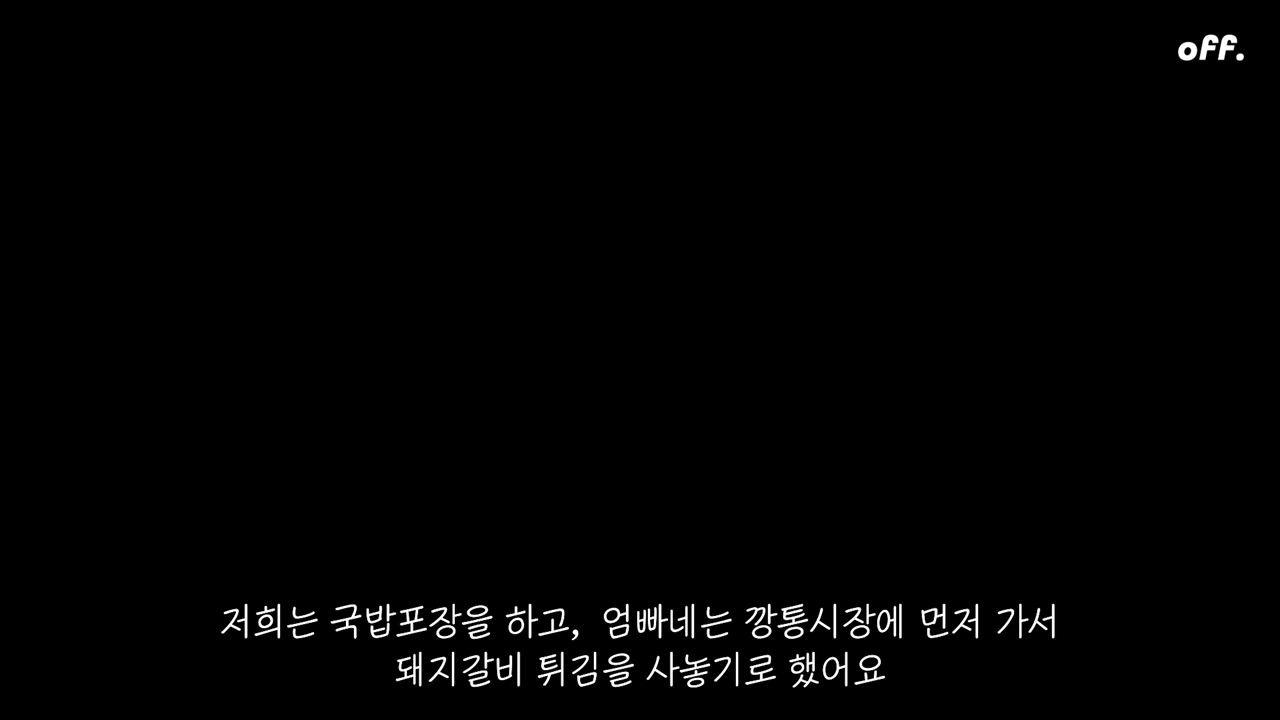 off.
저희는 국밥포장을 하고, 엄빠네는 깡통시장에 먼저 가서
돼지갈비 튀김을 사놓기로 했어요